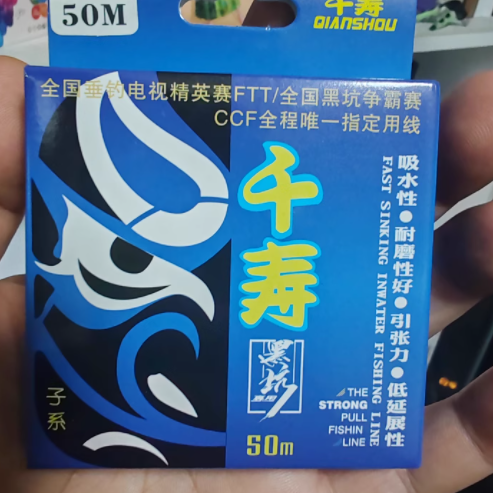 50M
千寿
QIANSHOU
全国垂钓电视精英赛FTT/全国黑坑争霸赛
CCF全程唯一指定用线
千寿
黑坑
50m
吸水性●耐磨性好●引张力●低延展性
FAST SINKING INWATER FISHING LINE
THE
STRONG
PULL
FISHIN
LINE
子系